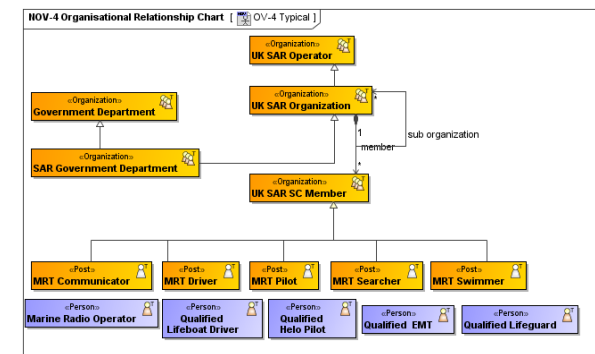 NOV-4 Organisational Relationship Chart [ OV-4 Typical ]
«Organization»
UK SAR Operator
«Organization»
Government Department
«Organization»
UK SAR Organization
*
1
sub organization
member
*
«Organization»
SAR Government Department
«Organization»
UK SAR SC Member
«Post»
MRT Communicator
«Post»
MRT Driver
«Post»
MRT Pilot
«Post»
MRT Searcher
«Post»
MRT Swimmer
«Person»
Marine Radio Operator
«Person»
Qualified
Lifeboat Driver
«Person»
Qualified
Helo Pilot
«Person»
Qualified EMT
«Person»
Qualified Lifeguard